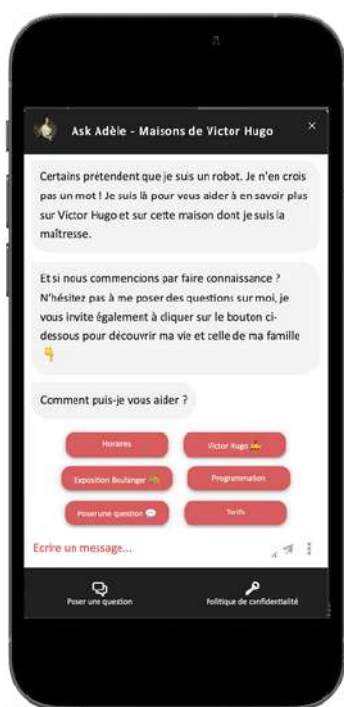 Ask Adèle - Maisons de Victor Hugo ×
Certains prétendent que je suis un robot. Je n'en crois
pas un mot ! Je suis là pour vous aider à en savoir plus
sur Victor Hugo et sur cette maison dont je suis la
maîtresse.
Et si nous commencions par faire connaissance ?
N'hésitez pas à me poser des questions sur moi, je
vous invite également à cliquer sur le bouton ci-
dessous pour découvrir ma vie et celle de ma famille
👇
Comment puis-je vous aider ?
Horaires
Victor Hugo
Exposition Boulanger
Programmation
Poser une question 💬
Tarifs
Ecrire un message...
Poser une question
Politique de confidentialité